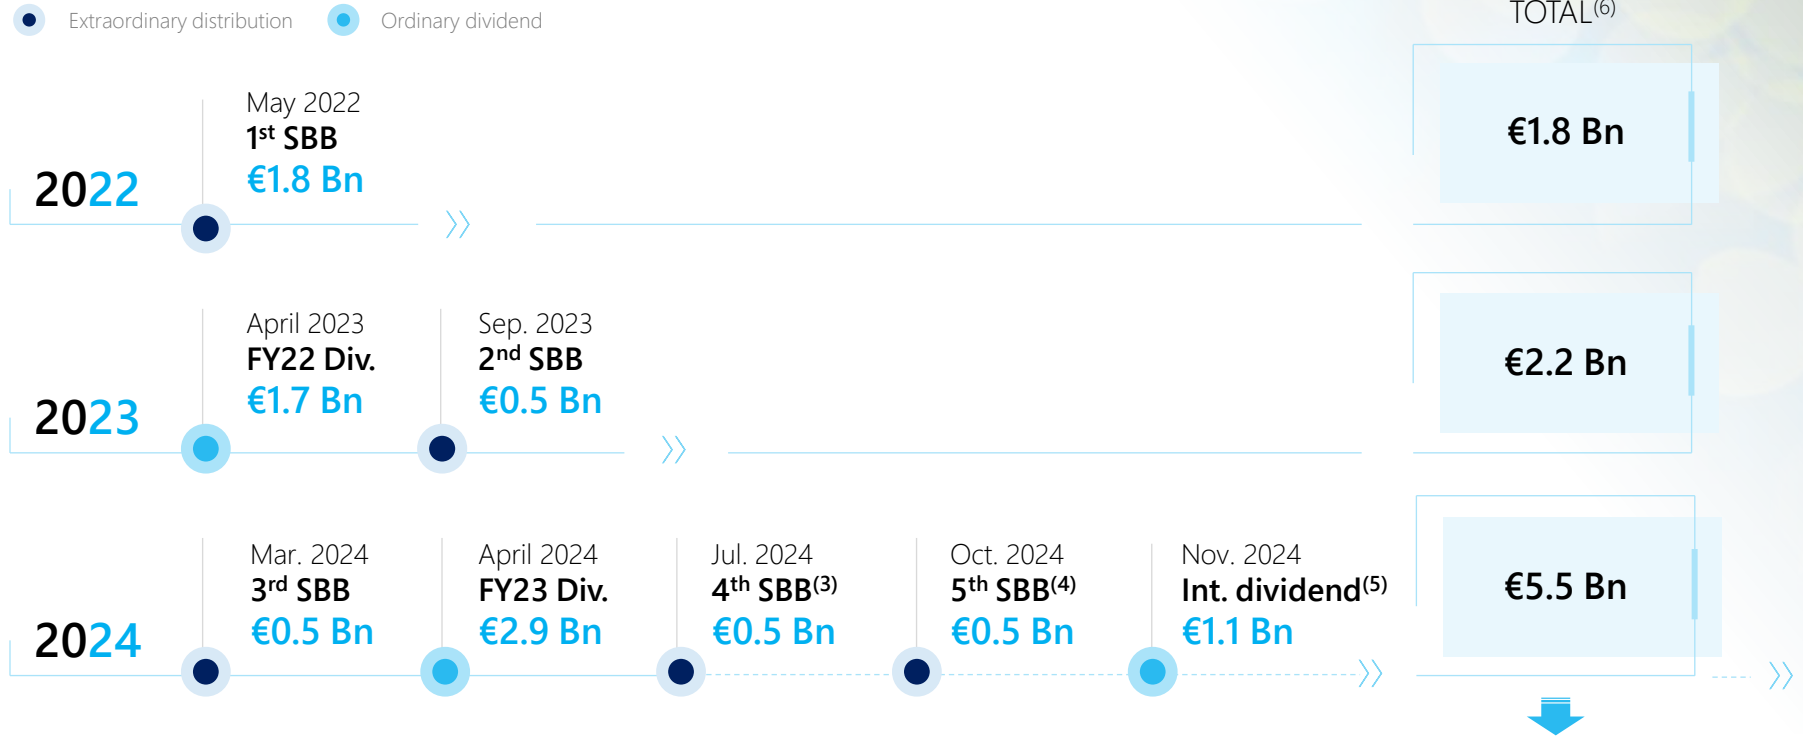 Extraordinary distribution
Ordinary dividend
TOTAL(6)
2022
May 2022
1st SBB
€1.8 Bn
€1.8 Bn
2023
April 2023
FY22 Div.
€1.7 Bn
Sep. 2023
2nd SBB
€0.5 Bn
€2.2 Bn
2024
Mar. 2024
3rd SBB
€0.5 Bn
April 2024
FY23 Div.
€2.9 Bn
Jul. 2024
4th SBB(3)
€0.5 Bn
Oct. 2024
5th SBB(4)
€0.5 Bn
Nov. 2024
Int. dividend(5)
€1.1 Bn
€5.5 Bn